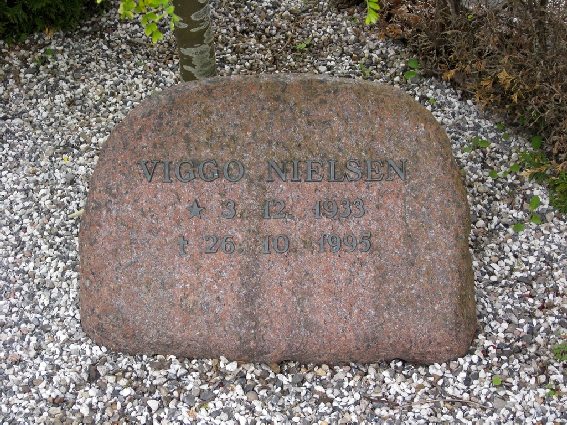 VIGGO NIELSEN
★ 3. 12. 1933
† 26. 10. 1995